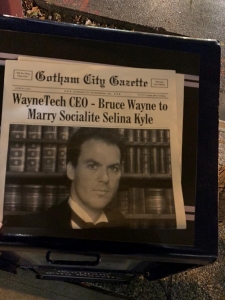 Gotham City Gazette
WayneTech CEO - Bruce Wayne to
Marry Socialite Selina Kyle